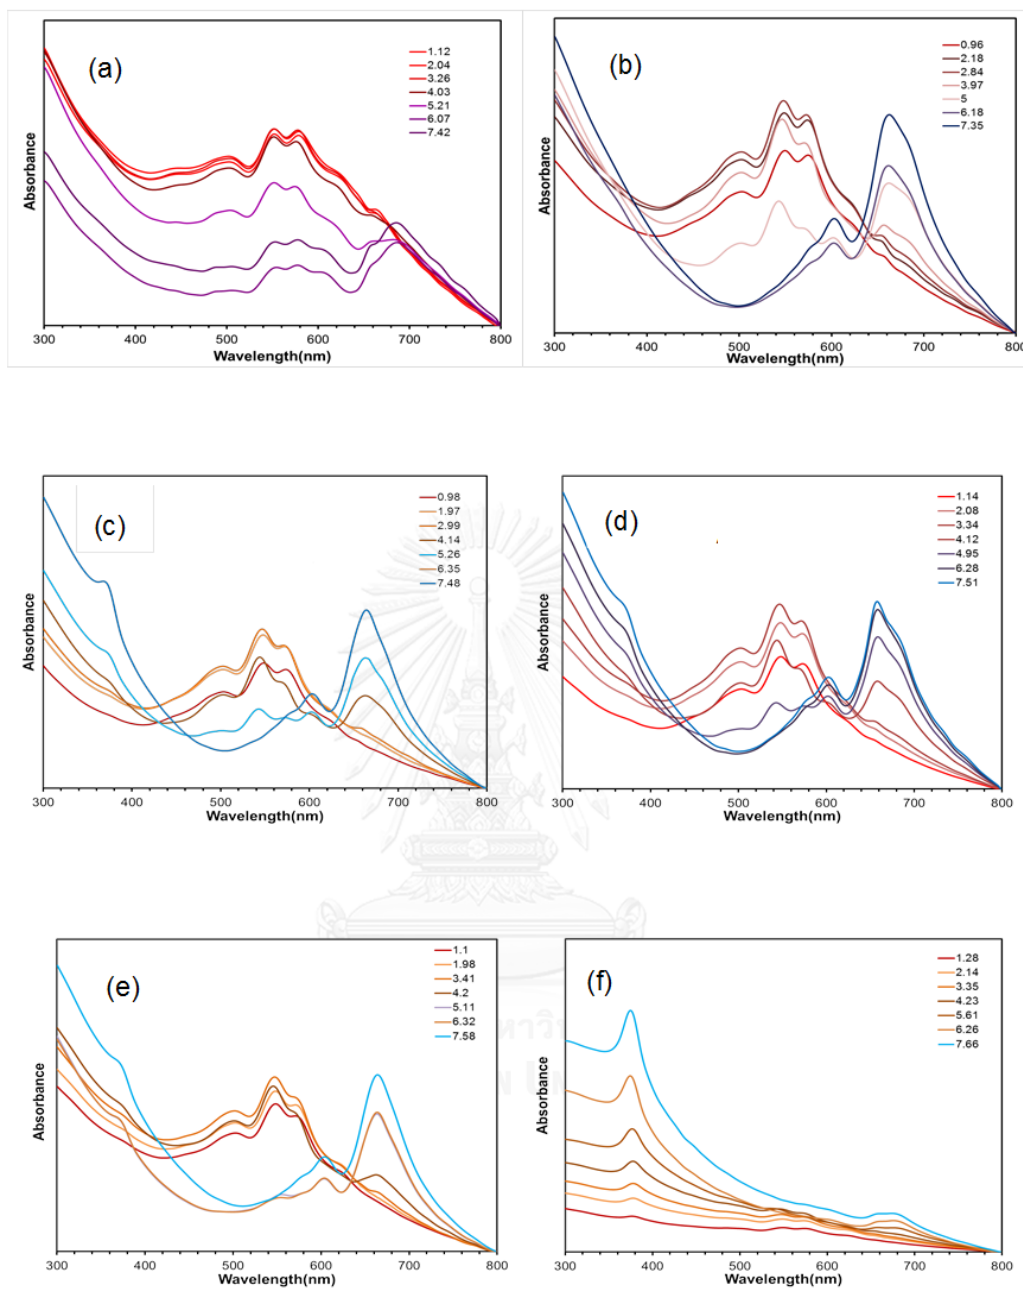 (a)
1.12
2.04
3.26
4.03
5.21
6.07
7.42
Absorbance
300 400 500 600 700 800
Wavelength(nm)
(b)
0.96
2.18
2.84
3.97
5
6.18
7.35
Absorbance
300 400 500 600 700 800
Wavelength(nm)
(c)
0.98
1.97
2.99
4.14
5.26
6.35
7.48
Absorbance
300 400 500 600 700 800
Wavelength(nm)
(d)
1.14
2.08
3.34
4.12
4.95
6.28
7.51
Absorbance
300 400 500 600 700 800
Wavelength(nm)
(e)
1.1
1.98
3.41
4.2
5.11
6.32
7.58
Absorbance
300 400 500 600 700 800
Wavelength(nm)
(f)
1.28
2.14
3.35
4.23
5.61
6.26
7.66
Absorbance
300 400 500 600 700 800
Wavelength(nm)